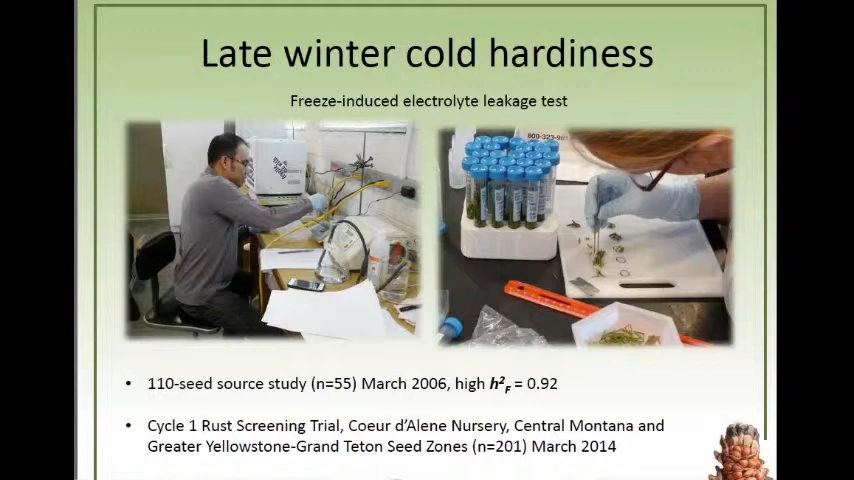 Late winter cold hardiness
Freeze-induced electrolyte leakage test
• 110-seed source study (n=55) March 2006, high h²F = 0.92
• Cycle 1 Rust Screening Trial, Coeur d'Alene Nursery, Central Montana and
Greater Yellowstone-Grand Teton Seed Zones (n=201) March 2014